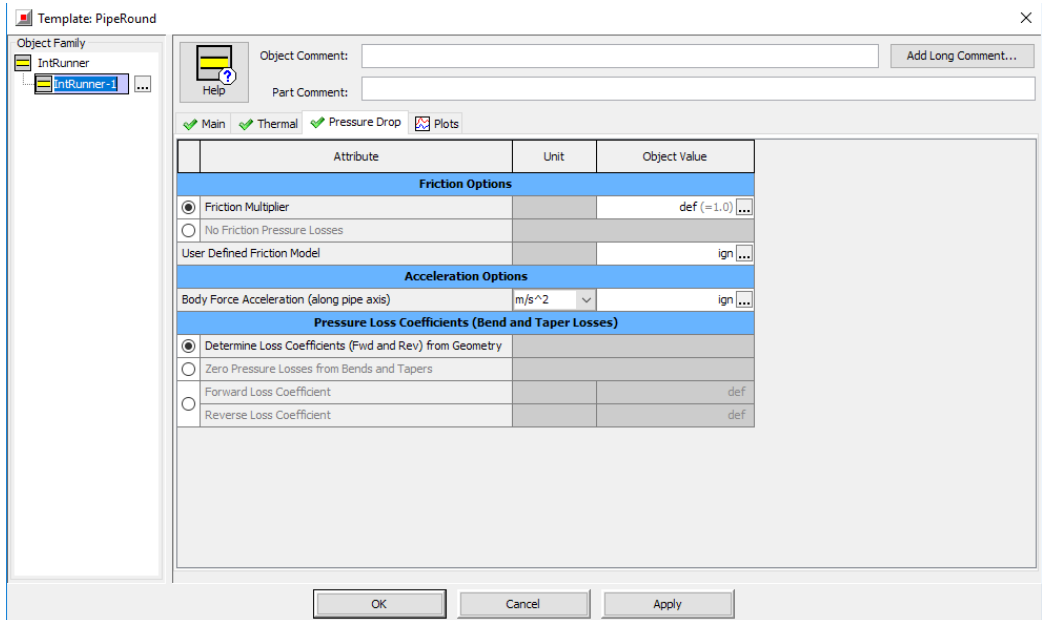 Template: PipeRound
Object Family
IntRunner
IntRunner-1
...
Help
Object Comment:
Add Long Comment...
Part Comment:
Main Thermal Pressure Drop Plots
Attribute Unit Object Value
Friction Options
Friction Multiplier def (=1.0) ...
No Friction Pressure Losses
User Defined Friction Model ign ...
Acceleration Options
Body Force Acceleration (along pipe axis) m/s^2 ign ...
Pressure Loss Coefficients (Bend and Taper Losses)
Determine Loss Coefficients (Fwd and Rev) from Geometry
Zero Pressure Losses from Bends and Tapers
Forward Loss Coefficient def
Reverse Loss Coefficient def
OK Cancel Apply